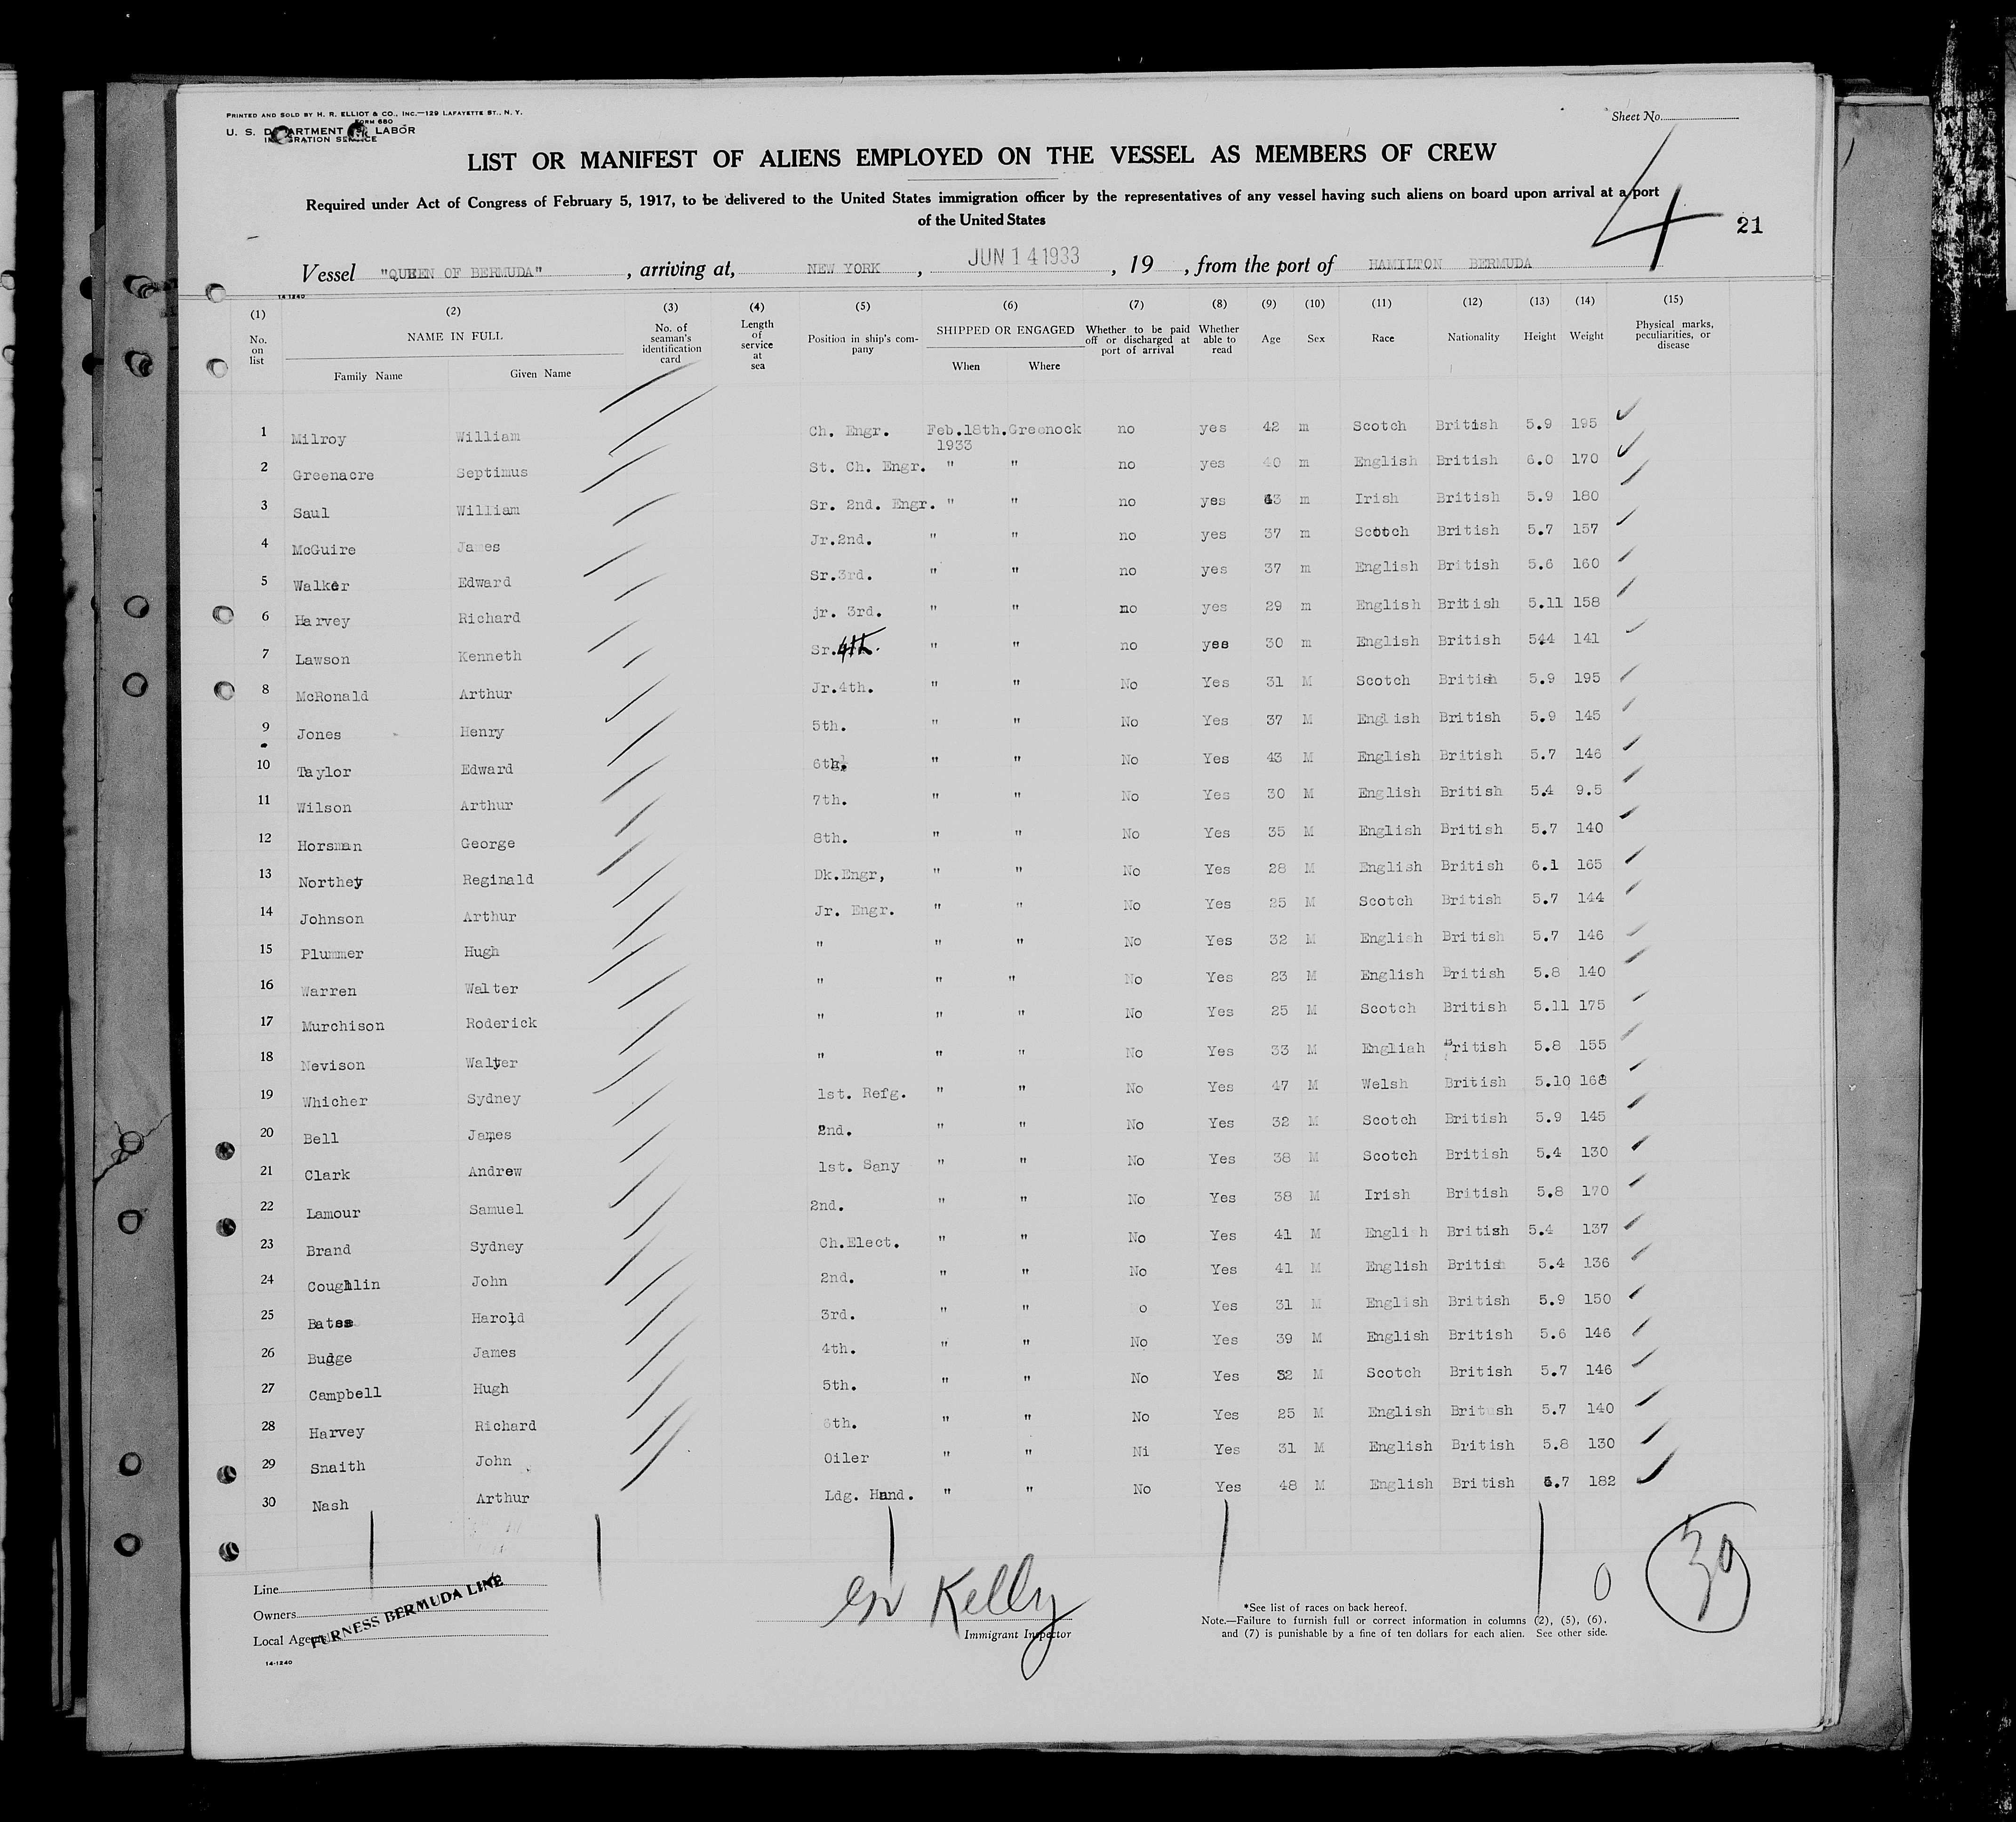 PRINTED AND SOLD BY H. R. ELLIOT & CO., INC.—129 LAFAYETTE ST., N. Y.
FORM 680
U. S. DEPARTMENT OF LABOR
IMMIGRATION SERVICE
Sheet No.
4
21
LIST OR MANIFEST OF ALIENS EMPLOYED ON THE VESSEL AS MEMBERS OF CREW
Required under Act of Congress of February 5, 1917, to be delivered to the United States immigration officer by the representatives of any vessel having such aliens on board upon arrival at a port
of the United States
Vessel "QUEEN OF BERMUDA", arriving at, NEW YORK, JUN 14 1933, 19 , from the port of HAMILTON BERMUDA
14-1240
(1) No. on list (2) NAME IN FULL Family Name Given Name (3) No. of seaman's identification card (4) Length of service at sea (5) Position in ship's company (6) SHIPPED OR ENGAGED When Where (7) Whether to be paid off or discharged at port of arrival (8) Whether able to read (9) Age (10) Sex (11) Race (12) Nationality (13) Height (14) Weight (15) Physical marks, peculiarities, or disease
1 Milroy William Ch. Engr. Feb.18th. 1933 Greenock no yes 42 m Scotch British 5.9 195
2 Greenacre Septimus St. Ch. Engr. " " no yes 40 m English British 6.0 170
3 Saul William Sr. 2nd. Engr. " " no yes 43 m Irish British 5.9 180
4 McGuire James Jr.2nd. " " no yes 37 m Scotch British 5.7 157
5 Walker Edward Sr.3rd. " " no yes 37 m English British 5.6 160
6 Harvey Richard jr. 3rd. " " no yes 29 m English British 5.11 158
7 Lawson Kenneth Sr.4th. " " no yes 30 m English British 544 141
8 McRonald Arthur Jr.4th. " " No Yes 31 M Scotch British 5.9 195
9 Jones Henry 5th. " " No Yes 37 M English British 5.9 145
10 Taylor Edward 6th. " " No Yes 43 M English British 5.7 146
11 Wilson Arthur 7th. " " No Yes 30 M English British 5.4 9.5
12 Horsman George 8th. " " No Yes 35 M English British 5.7 140
13 Northey Reginald Dk.Engr, " " No Yes 28 M English British 6.1 165
14 Johnson Arthur Jr. Engr. " " No Yes 25 M Scotch British 5.7 144
15 Plummer Hugh " " " No Yes 32 M English British 5.7 146
16 Warren Walter " " " No Yes 23 M English British 5.8 140
17 Murchison Roderick " " " No Yes 25 M Scotch British 5.11 175
18 Nevison Walter " " " No Yes 33 M Engliah British 5.8 155
19 Whicher Sydney 1st. Refg. " " No Yes 47 M Welsh British 5.10 168
20 Bell James 2nd. " " No Yes 32 M Scotch British 5.9 145
21 Clark Andrew 1st. Sany " " No Yes 38 M Scotch British 5.4 130
22 Lamour Samuel 2nd. " " No Yes 38 M Irish British 5.8 170
23 Brand Sydney Ch.Elect. " " No Yes 41 M Engli h British 5.4 137
24 Coughlin John 2nd. " " No Yes 41 M English British 5.4 136
25 Bates Harold 3rd. " " o Yes 31 M English British 5.9 150
26 Budge James 4th. " " No Yes 39 M English British 5.6 146
27 Campbell Hugh 5th. " " No Yes 32 M Scotch British 5.7 146
28 Harvey Richard 6th. " " No Yes 25 M English Britush 5.7 140
29 Snaith John Oiler " " Ni Yes 31 M English British 5.8 130
30 Nash Arthur Ldg. Hand. " " No Yes 48 M English British .7 182
Line
Owners
Local Agents
FURNESS BERMUDA LINE
14-1240
Kelly
Immigrant Inspector
*See list of races on back hereof.
Note.—Failure to furnish full or correct information in columns (2), (5), (6),
and (7) is punishable by a fine of ten dollars for each alien. See other side.
0
30